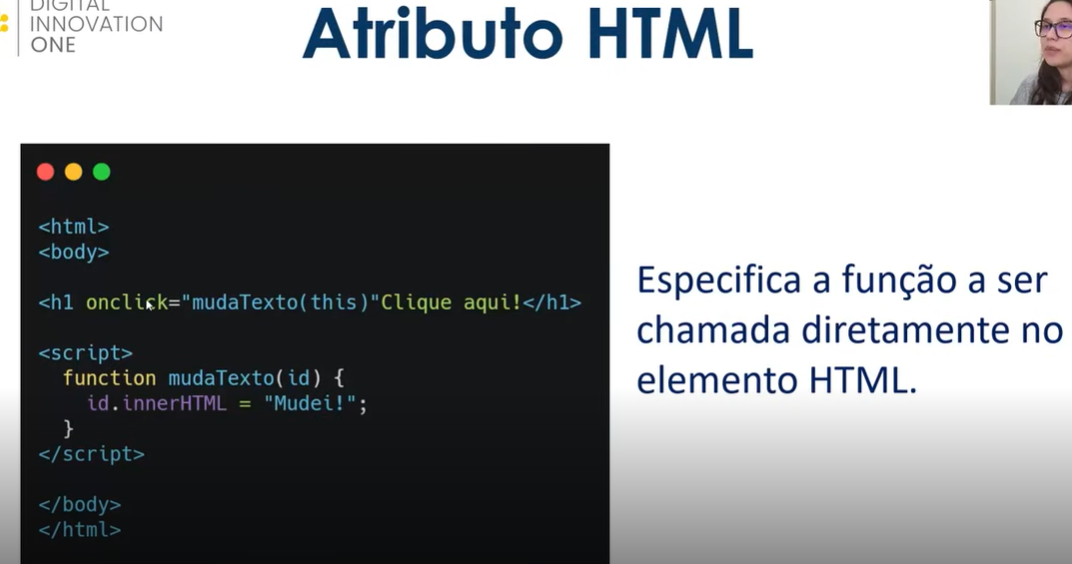 DIGITAL
INNOVATION
ONE
Atributo HTML
<html>
<body>
<h1 onclick="mudaTexto(this)"Clique aqui!</h1>
<script>
function mudaTexto(id) {
id.innerHTML = "Mudei!";
}
</script>
</body>
</html>
Especifica a função a ser
chamada diretamente no
elemento HTML.